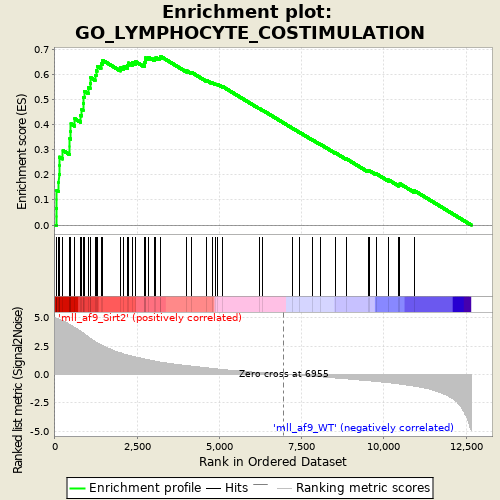 Enrichment plot:
GO_LYMPHOCYTE_COSTIMULATION
Enrichment score (ES)
0.7
0.6
0.5
0.4
0.3
0.2
0.1
0.0
Ranked list metric (Signal2Noise)
5.0
2.5
0.0
-2.5
-5.0
'mll_af9_Sirt2' (positively correlated)
Zero cross at 6955
'mll_af9_WT' (negatively correlated)
0
2,500
5,000
7,500
10,000
12,500
Rank in Ordered Dataset
Enrichment profile
Hits
Ranking metric scores